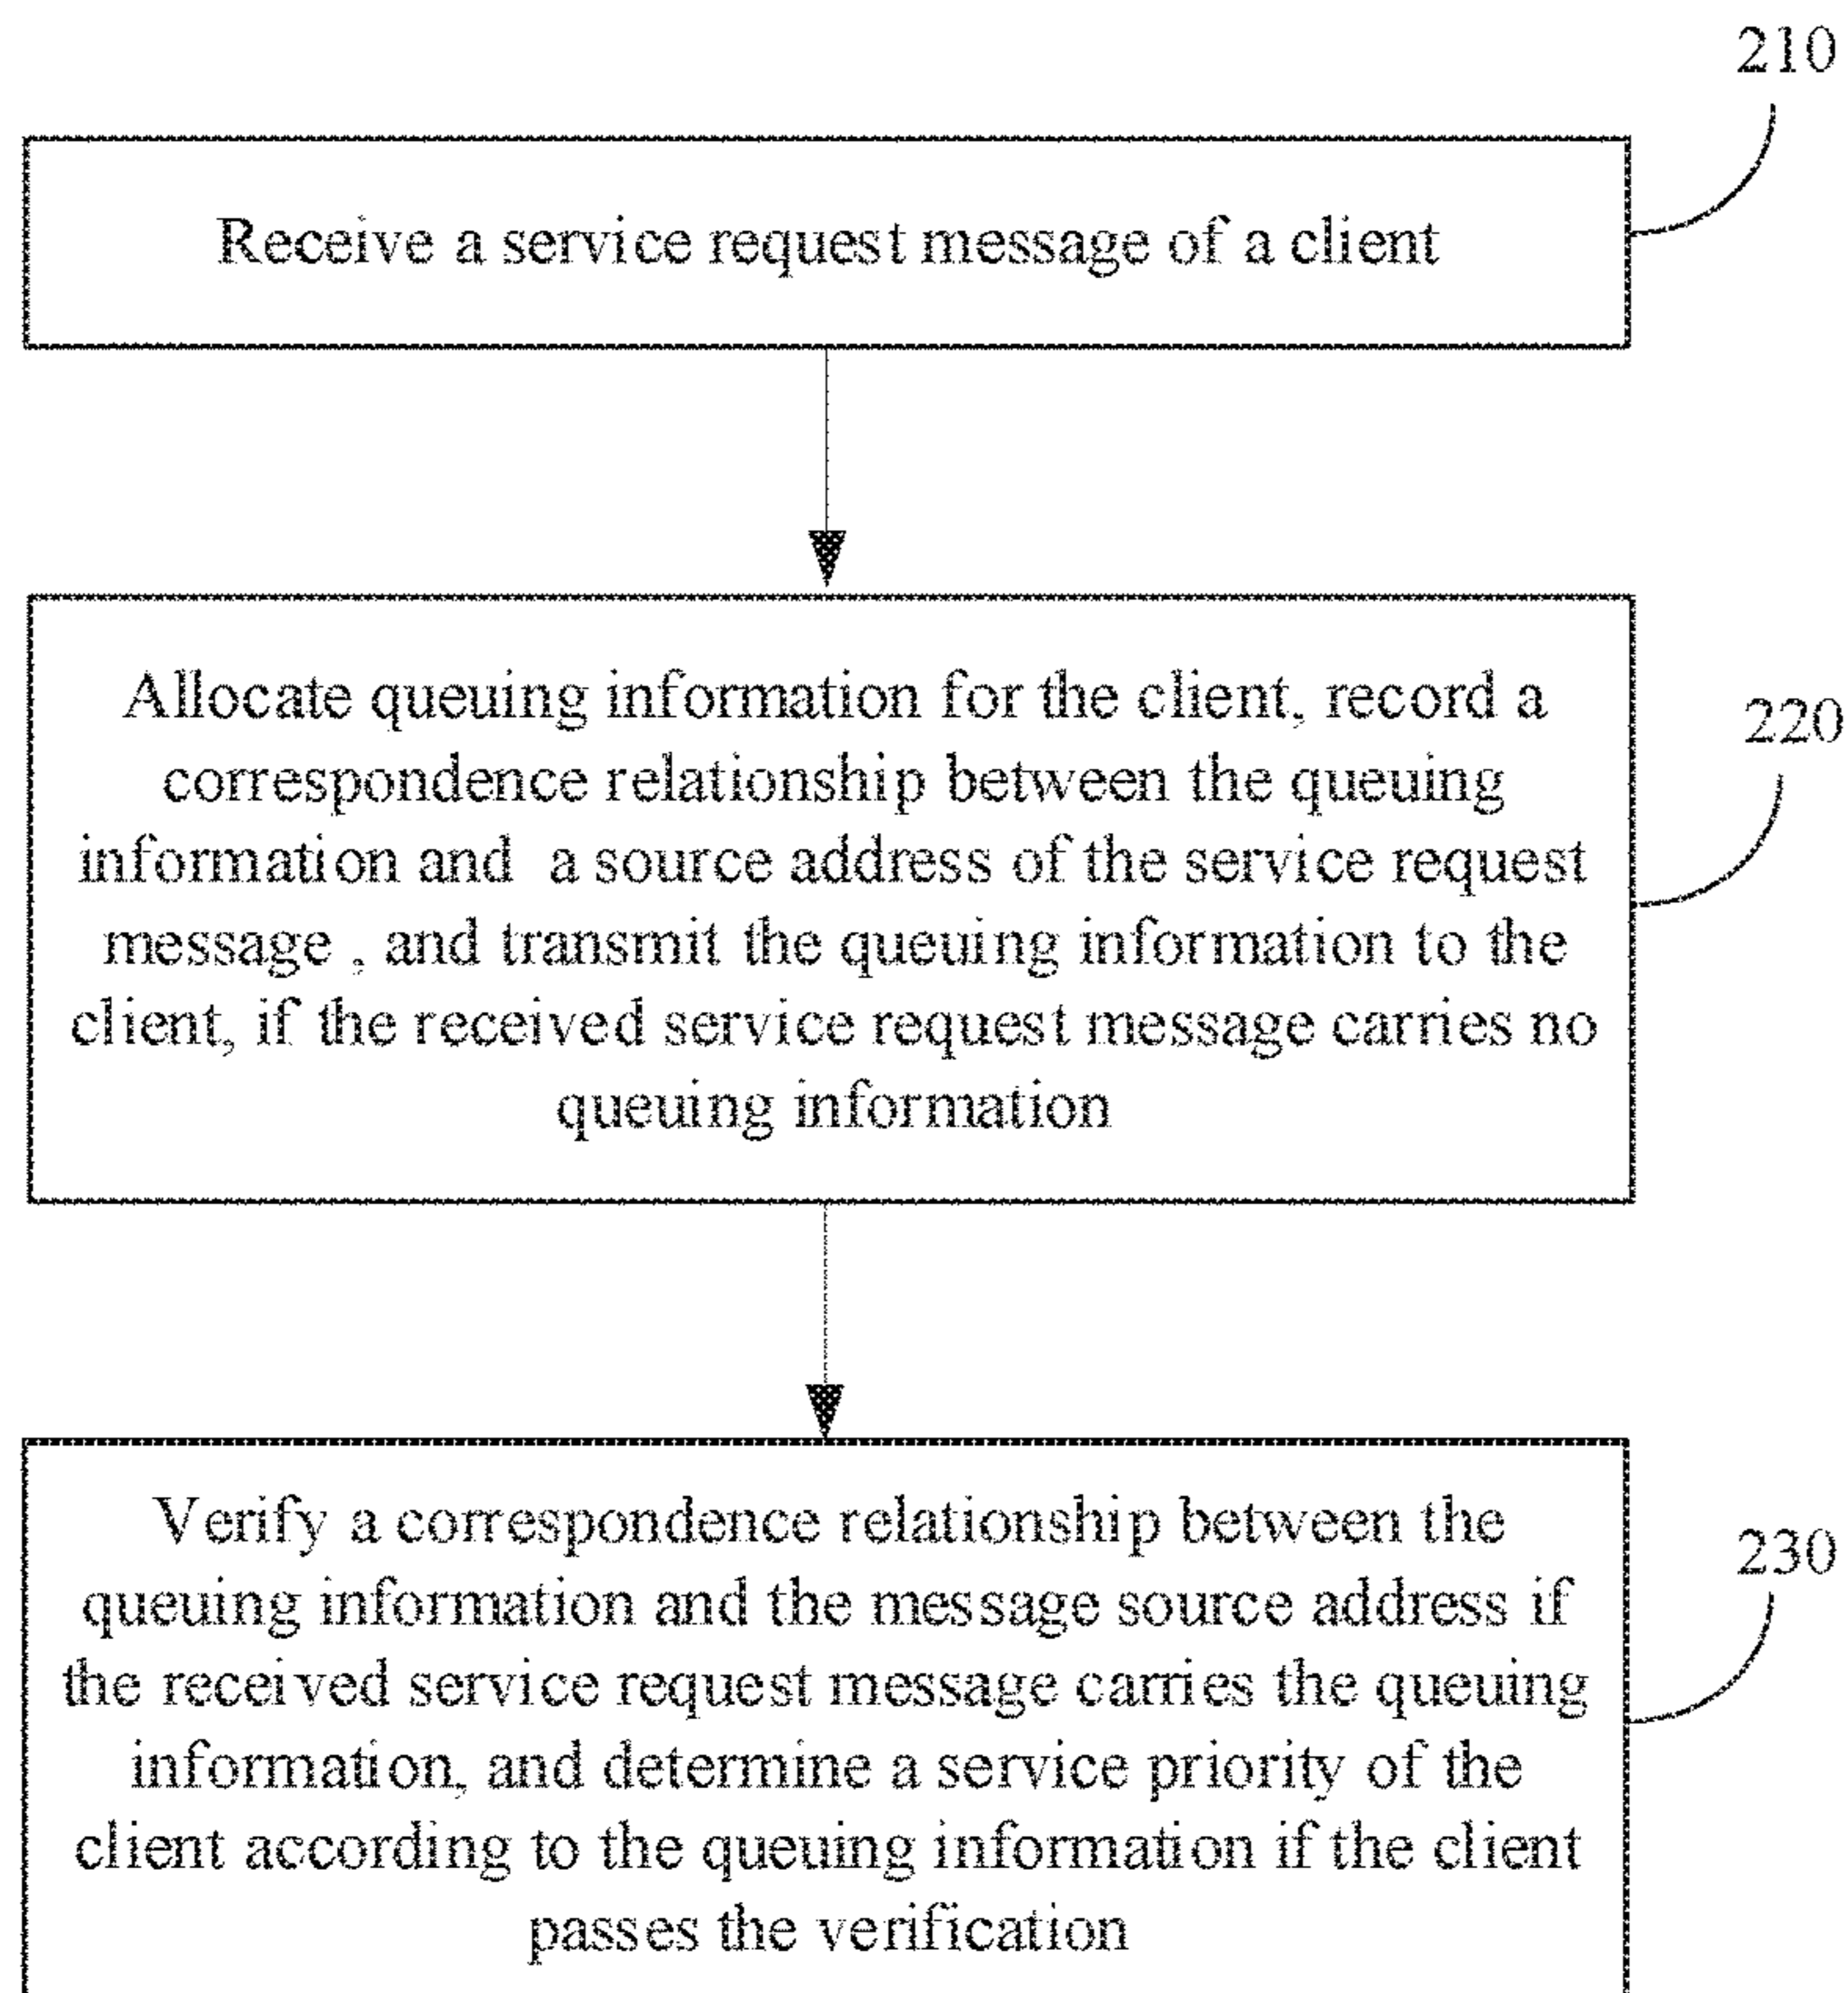 210
Receive a service request message of a client
Allocate queuing information for the client, record a
220
correspondence relationship between the queuing
information and a source address of the service request
message , and transmit the queuing information to the
client, if the received service request message carries no
queuing information
Verify a correspondence relationship between the
230
queuing information and the message source address if
the received service request message carries the queuing
information, and determine a service priority of the
client according to the queuing information if the client
passes the verification